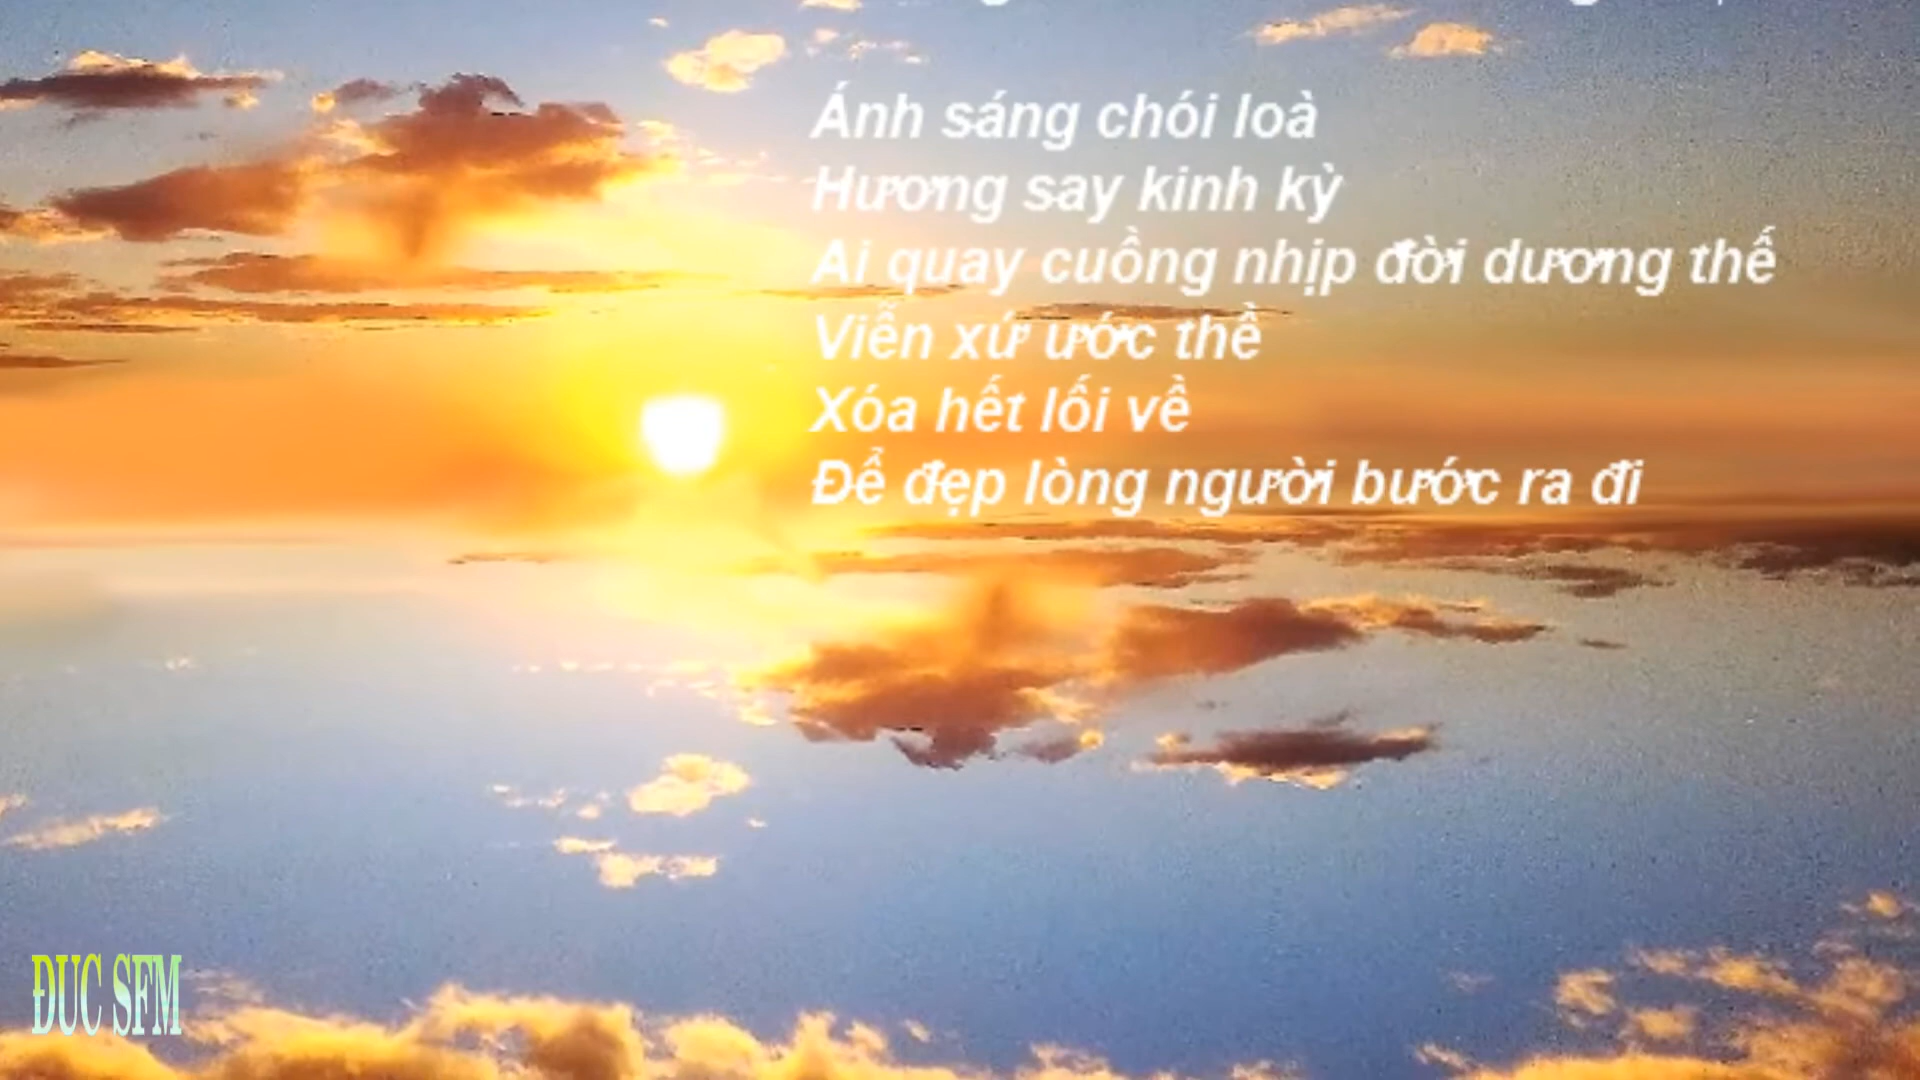 Ánh sáng chói loà
Hương say kinh kỳ
Ai quay cuồng nhịp đời dương thế
Viễn xứ ước thề
Xóa hết lối về
Để đẹp lòng người bước ra đi
ĐUC SFM